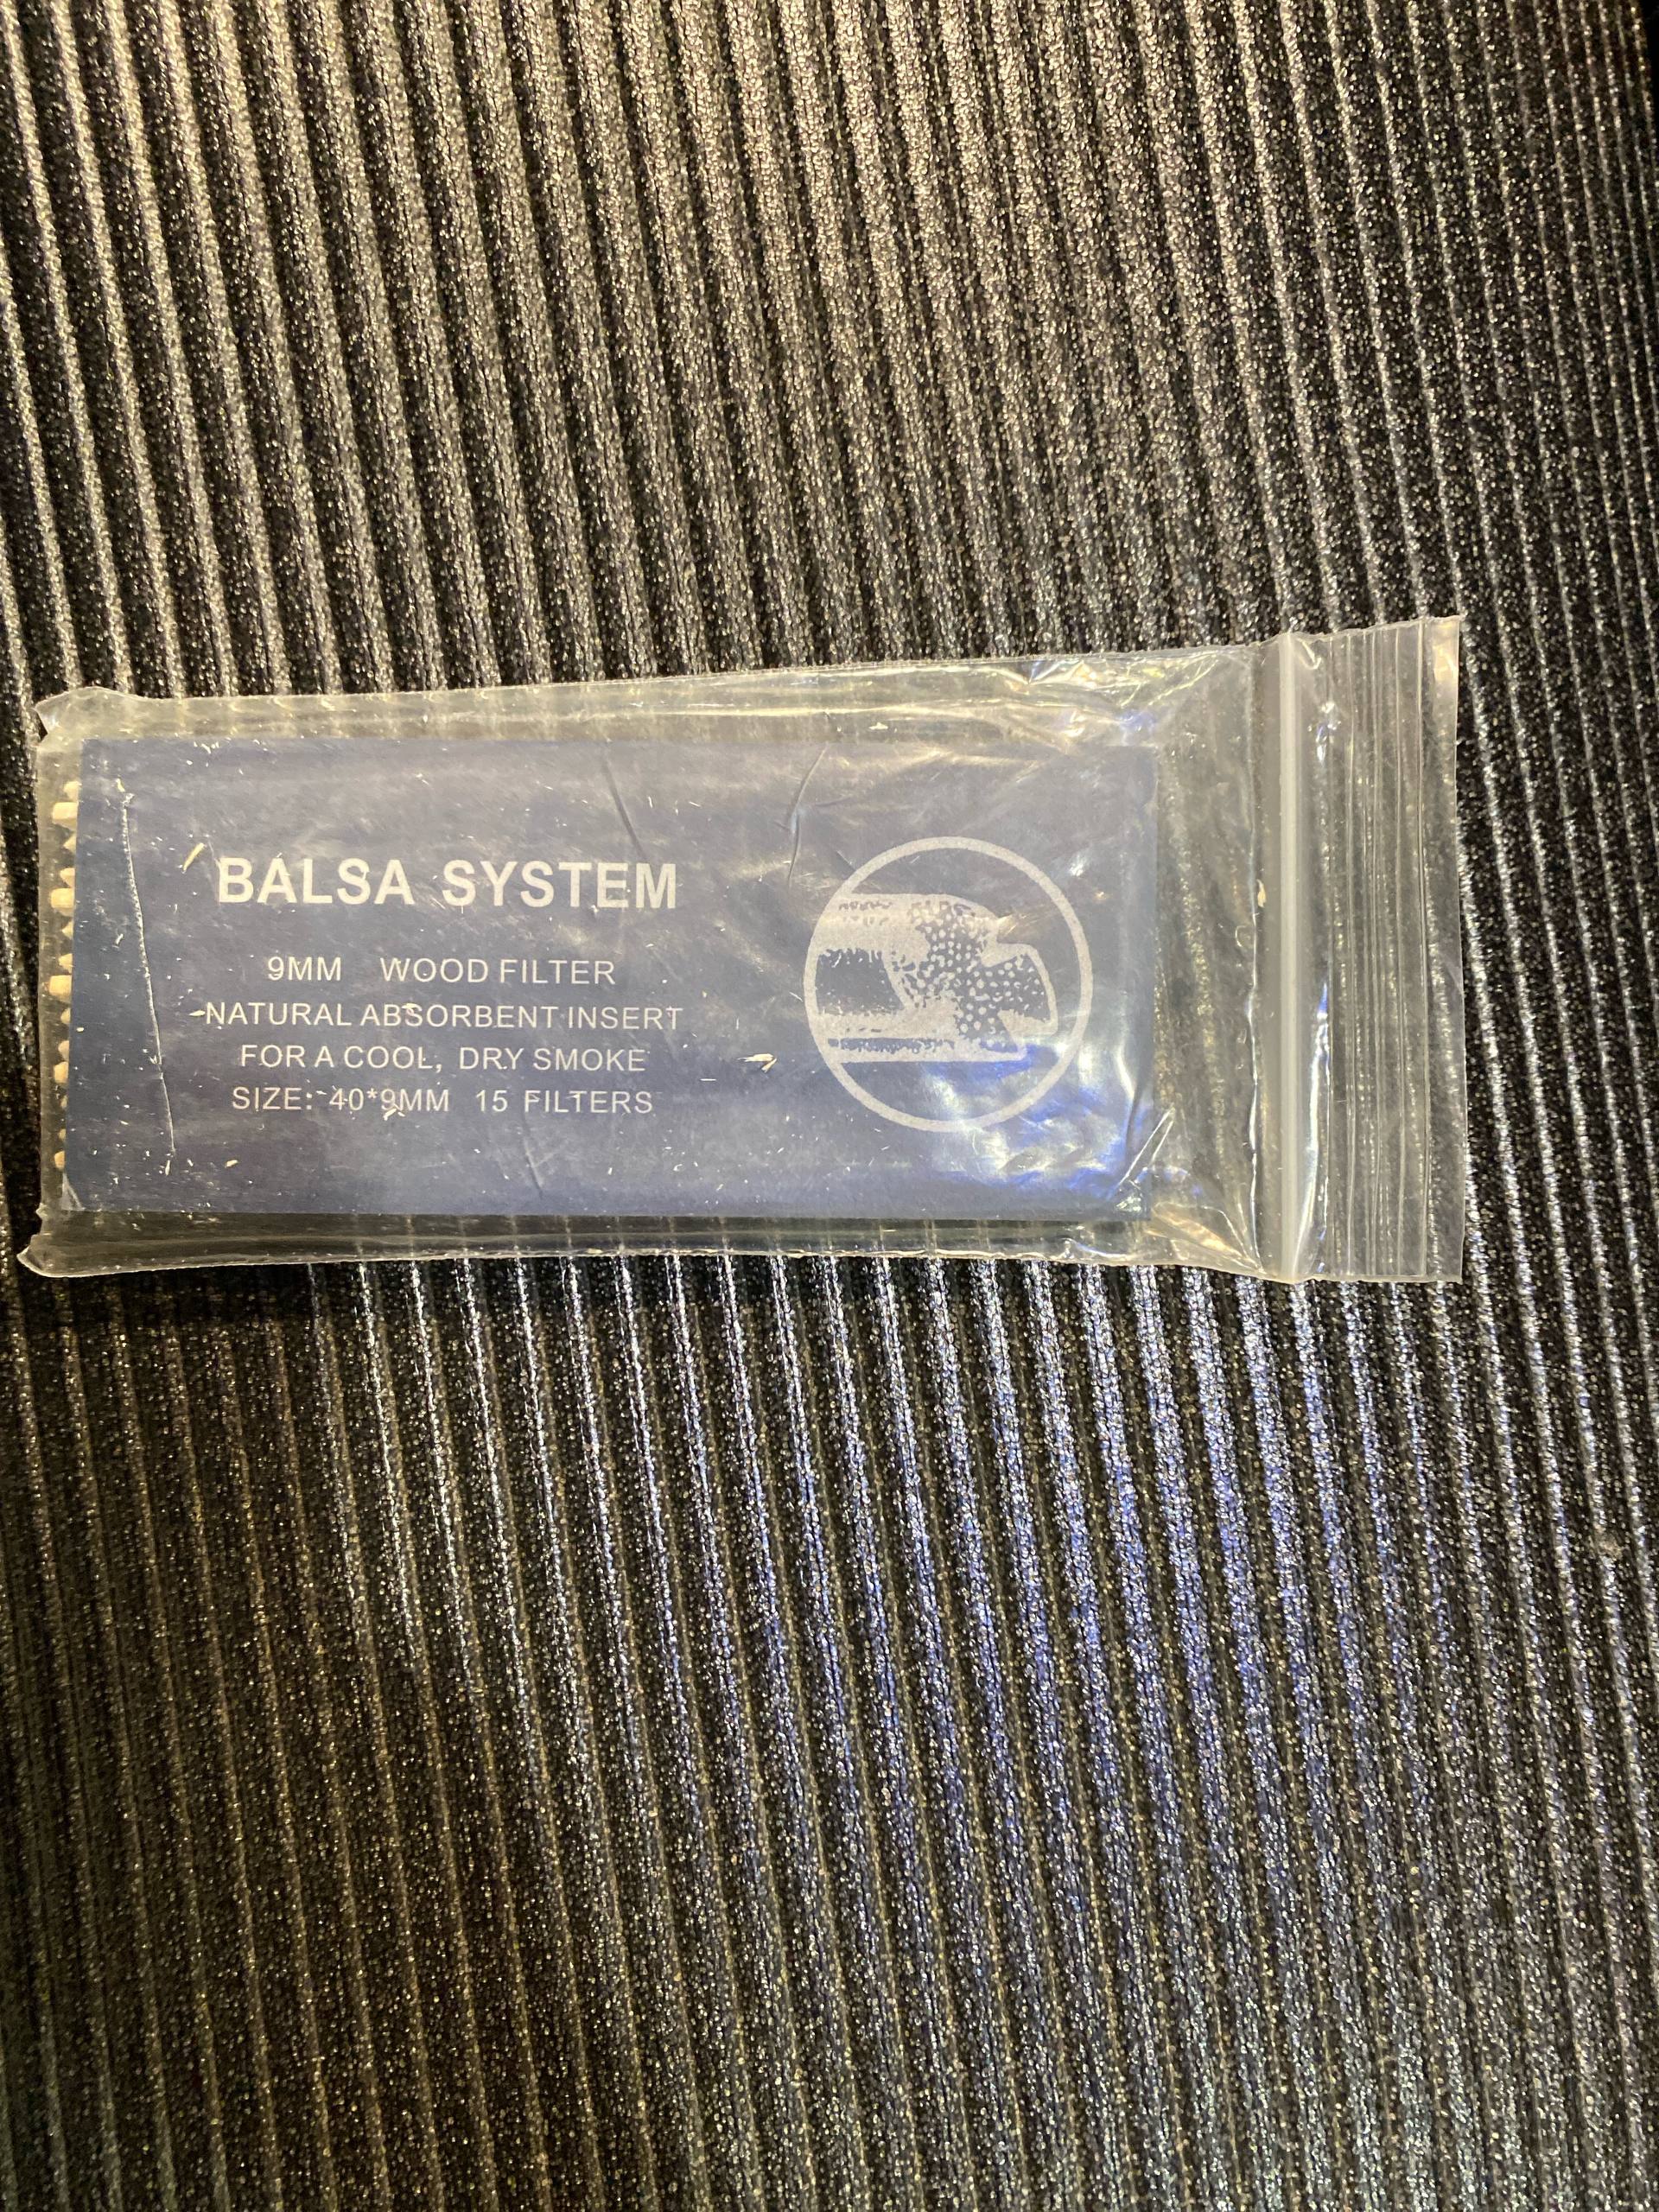 BALSA SYSTEM
9MM WOOD FILTER
NATURAL ABSORBENT INSERT
FOR A COOL, DRY SMOKE
SIZE: 40*9MM 15 FILTERS